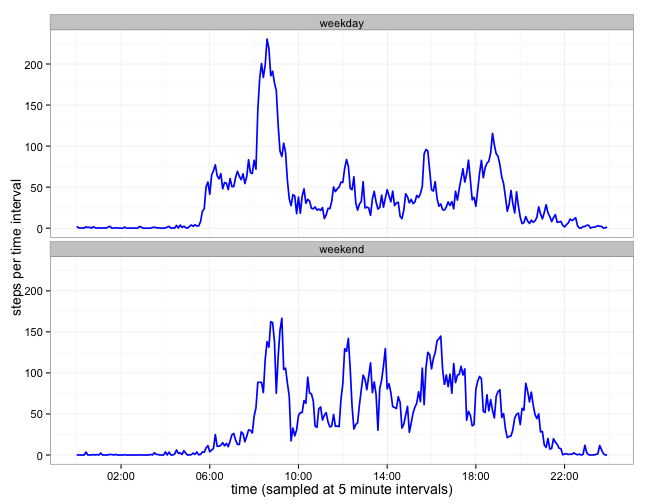 weekday
200
150
100
50
0
weekend
200
150
100
50
0
steps per time interval
02:00 06:00 10:00 14:00 18:00 22:00
time (sampled at 5 minute intervals)